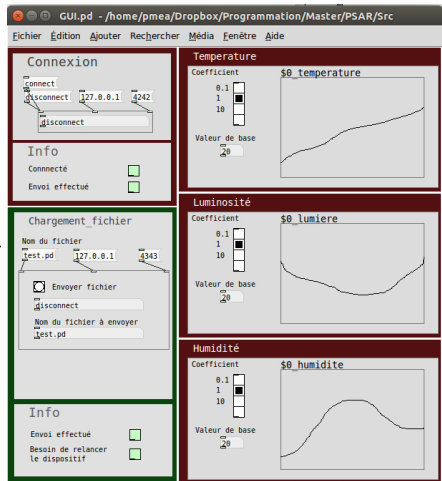 GUI.pd - /home/pmea/Dropbox/Programmation/Master/PSAR/Src
Fichier Édition Ajouter Rechercher Média Fenêtre Aide
Connexion
connect
disconnect 127.0.0.1 4242
disconnect
Info
Connnecté
Envoi effectué
Chargement_fichier
Nom du fichier
test.pd 127.0.0.1 4343
Envoyer fichier
disconnect
Nom du fichier à envoyer
test.pd
Info
Envoi effectué
Besoin de relancer
le dispositif
Temperature
Coefficient
0.1
1
10
Valeur de base
20
$0_temperature
Luminosité
Coefficient
0.1
1
10
Valeur de base
20
$0_lumiere
Humidité
Coefficient
0.1
1
10
Valeur de base
20
$0_humidite